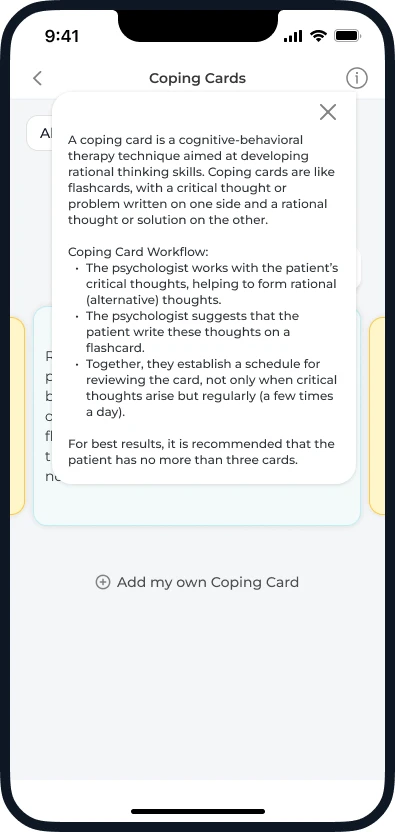 9:41
Coping Cards
A coping card is a cognitive-behavioral
therapy technique aimed at developing
rational thinking skills. Coping cards are like
flashcards, with a critical thought or
problem written on one side and a rational
thought or solution on the other.
Coping Card Workflow:
• The psychologist works with the patient’s
critical thoughts, helping to form rational
(alternative) thoughts.
• The psychologist suggests that the
patient write these thoughts on a
flashcard.
• Together, they establish a schedule for
reviewing the card, not only when critical
thoughts arise but regularly (a few times
a day).
For best results, it is recommended that the
patient has no more than three cards.
Add my own Coping Card